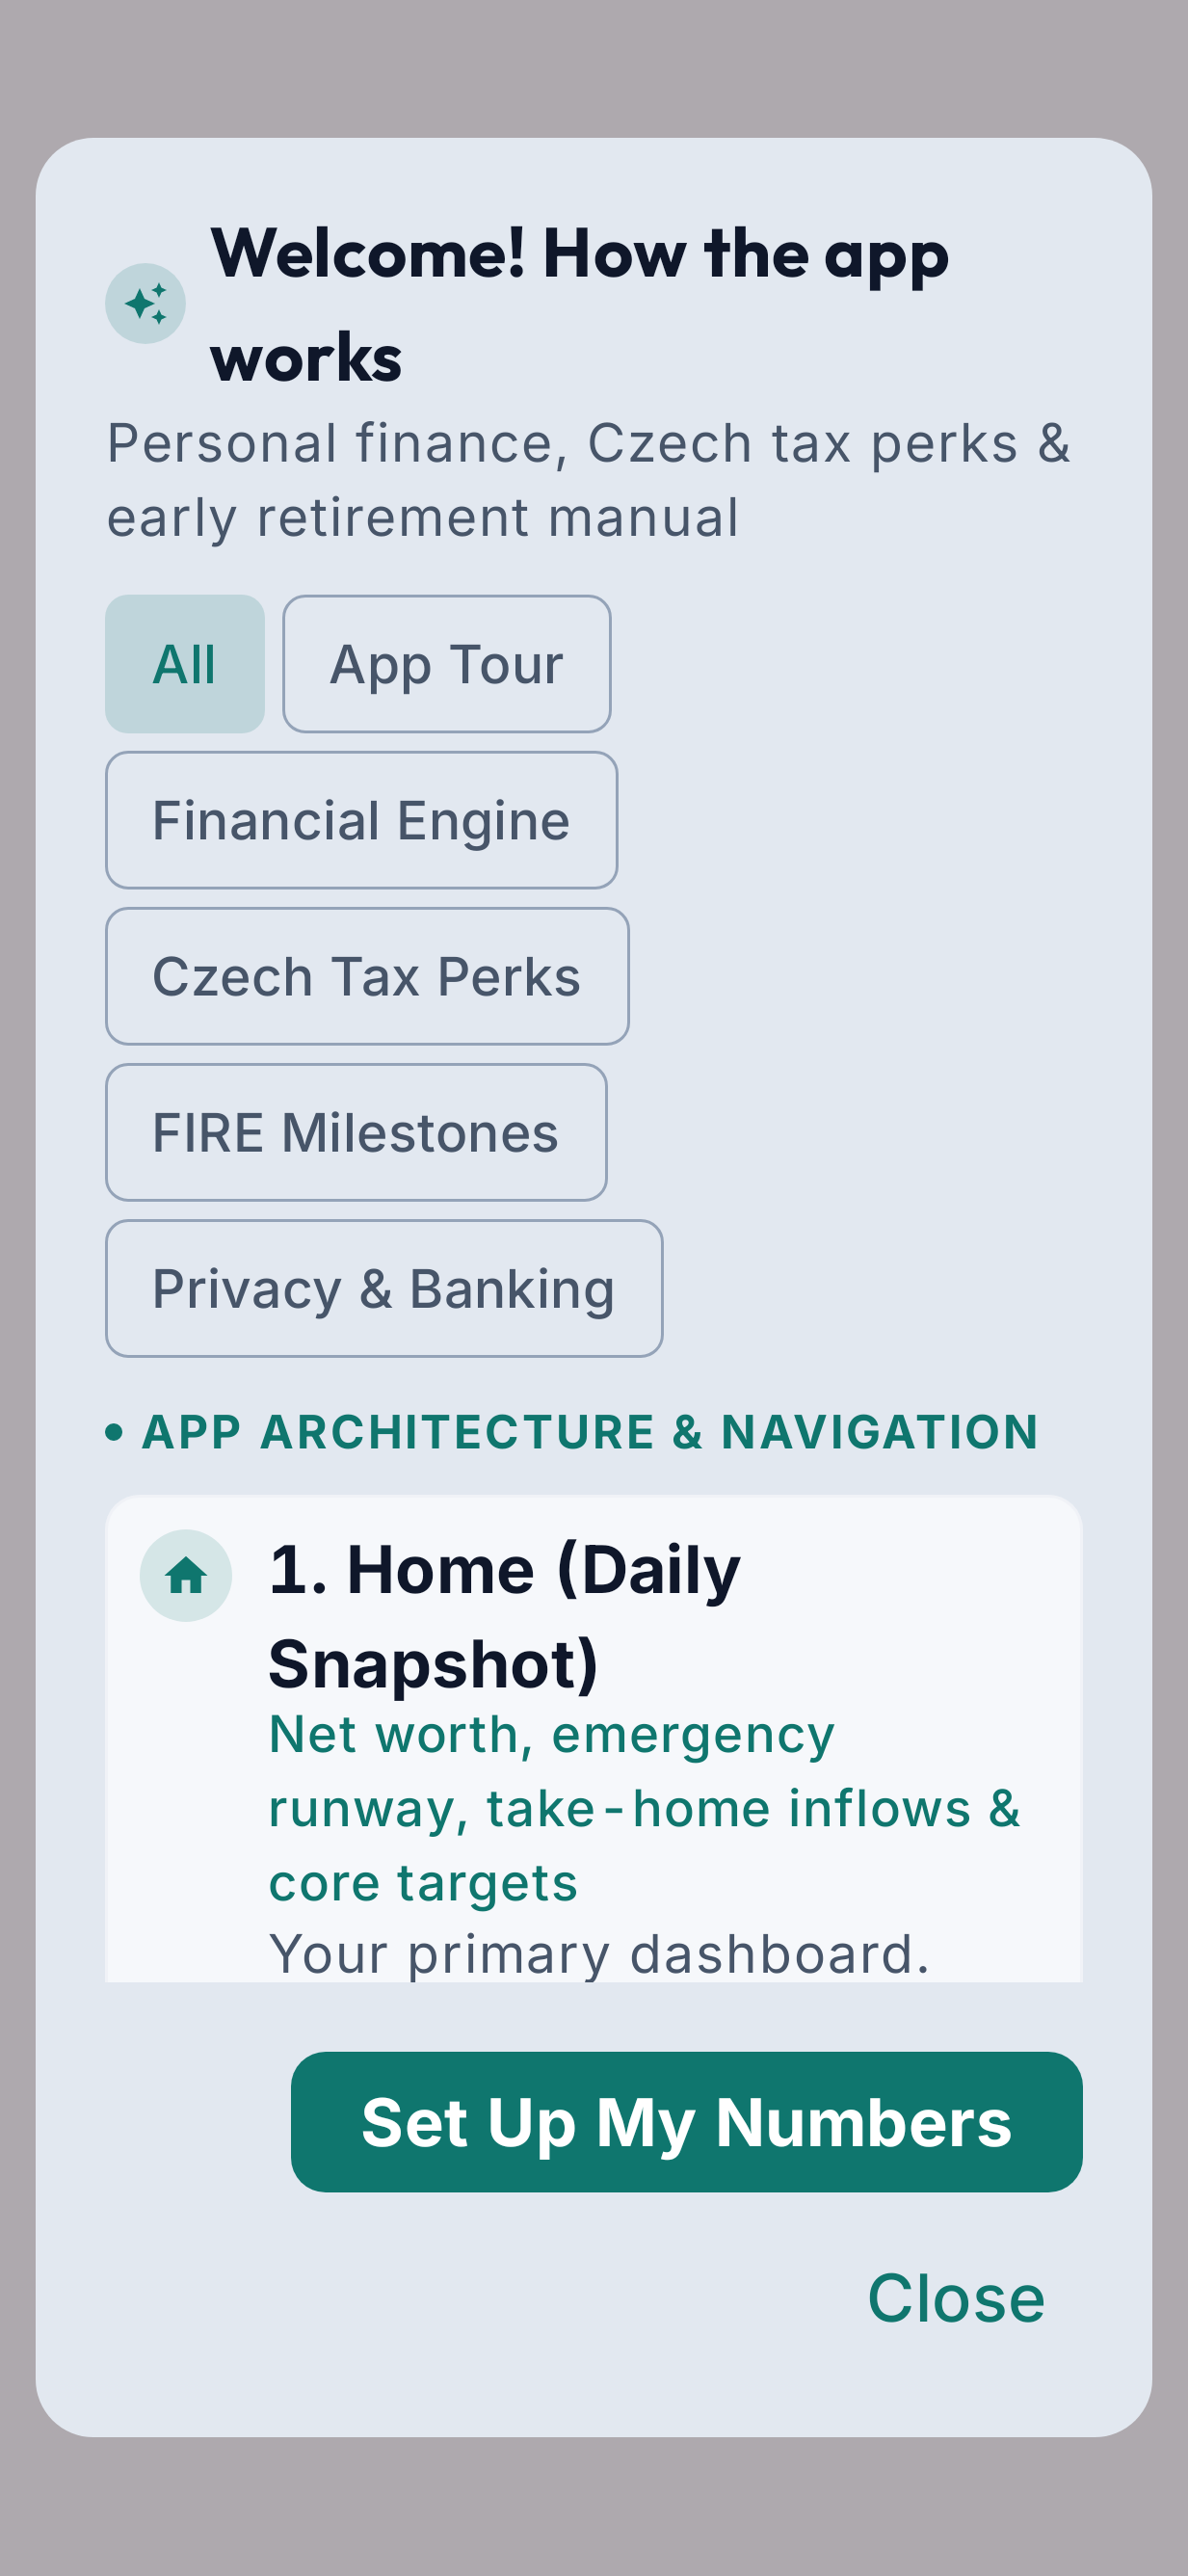 Welcome! How the app
works
Personal finance, Czech tax perks &
early retirement manual
All
App Tour
Financial Engine
Czech Tax Perks
FIRE Milestones
Privacy & Banking
• APP ARCHITECTURE & NAVIGATION
1. Home (Daily
Snapshot)
Net worth, emergency
runway, take-home inflows &
core targets
Your primary dashboard.
Set Up My Numbers
Close